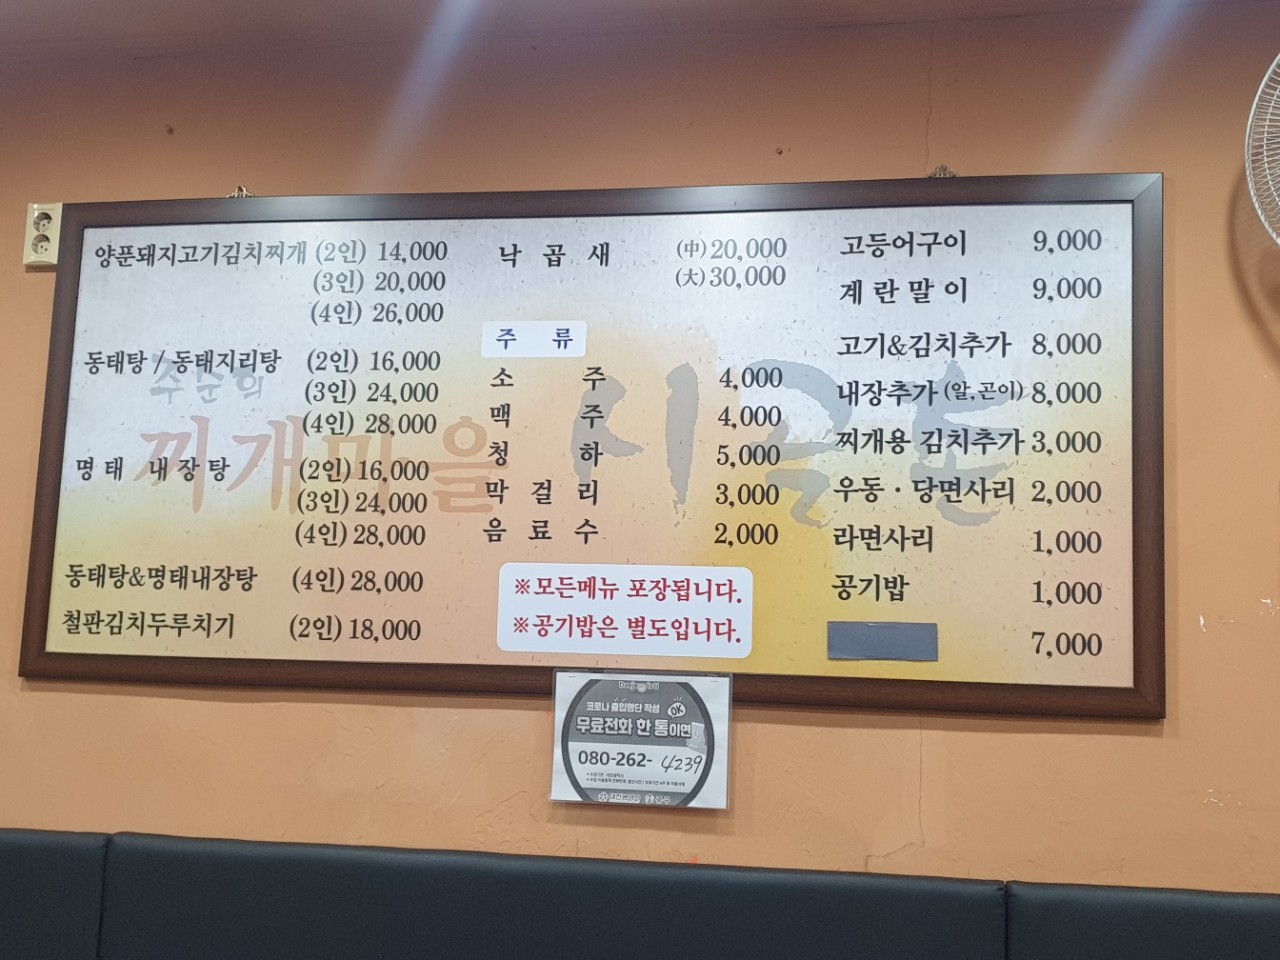 양푼돼지고기김치찌개 (2인) 14,000
(3인) 20,000
(4인) 26,000
동태탕 / 동태지리탕 (2인) 16,000
(3인) 24,000
(4인) 28,000
명태 내장탕 (2인) 16,000
(3인) 24,000
(4인) 28,000
동태탕&명태내장탕 (4인) 28,000
철판김치두루치기 (2인) 18,000
낙 곱 새 (中) 20,000
(大) 30,000
주 류
소 주 4,000
맥 주 4,000
청 하 5,000
막 걸 리 3,000
음 료 수 2,000
※모든메뉴 포장됩니다.
※공기밥은 별도입니다.
고등어구이 9,000
계 란 말 이 9,000
고기&김치추가 8,000
내장추가 (알,곤이) 8,000
찌개용 김치추가 3,000
우동·당면사리 2,000
라면사리 1,000
공기밥 1,000
7,000
찌개마을
코로나 출입명단 작성
OK
무료전화 한 통이면
080-262-4239